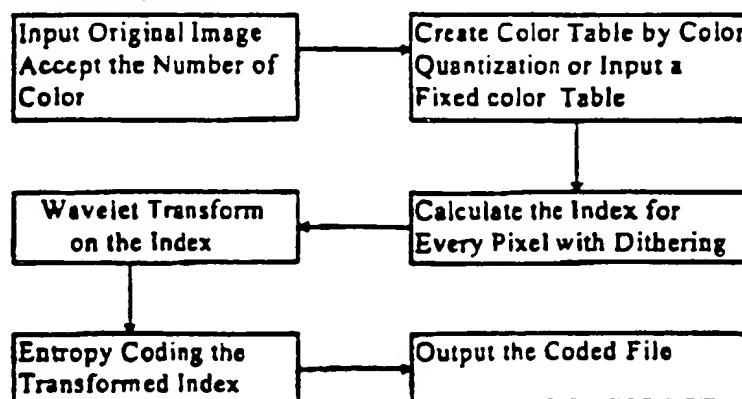 Input Original Image
Accept the Number of
Color
Create Color Table by Color
Quantization or Input a
Fixed color Table
Calculate the Index for
Every Pixel with Dithering
Wavelet Transform
on the Index
Entropy Coding the
Transformed Index
Output the Coded File